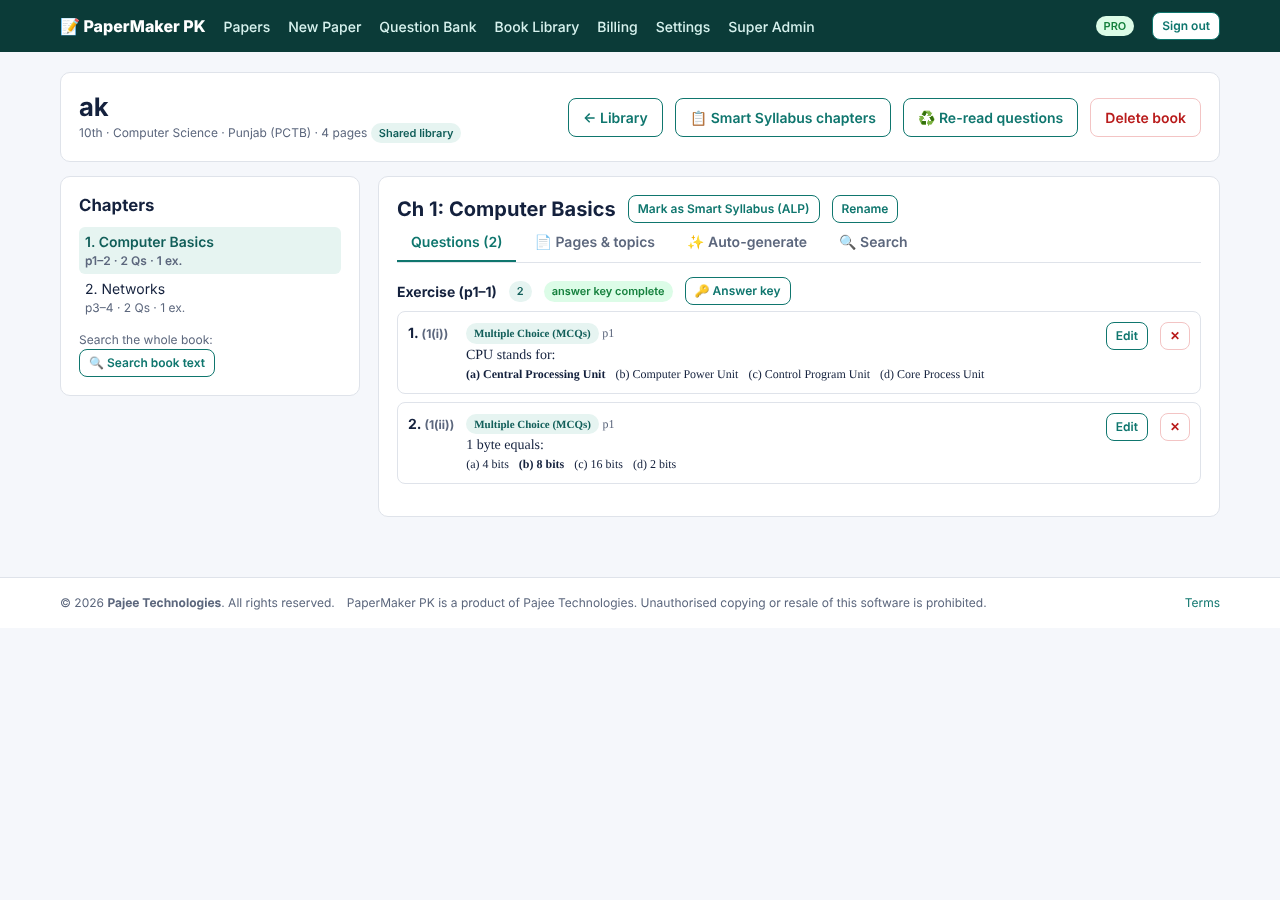 📝 PaperMaker PK Papers New Paper Question Bank Book Library Billing Settings Super Admin PRO Sign out
ak
10th · Computer Science · Punjab (PCTB) · 4 pages Shared library
← Library 📋 Smart Syllabus chapters ♻️ Re-read questions Delete book
Chapters
1. Computer Basics
p1–2 · 2 Qs · 1 ex.
2. Networks
p3–4 · 2 Qs · 1 ex.
Search the whole book:
🔍 Search book text
Ch 1: Computer Basics Mark as Smart Syllabus (ALP) Rename
Questions (2) 📄 Pages & topics ✨ Auto-generate 🔍 Search
Exercise (p1–1) 2 answer key complete 🔑 Answer key
1. (1(i)) Multiple Choice (MCQs) p1 Edit ✕
CPU stands for:
(a) Central Processing Unit (b) Computer Power Unit (c) Control Program Unit (d) Core Process Unit
2. (1(ii)) Multiple Choice (MCQs) p1 Edit ✕
1 byte equals:
(a) 4 bits (b) 8 bits (c) 16 bits (d) 2 bits
© 2026 Pajee Technologies. All rights reserved. PaperMaker PK is a product of Pajee Technologies. Unauthorised copying or resale of this software is prohibited. Terms